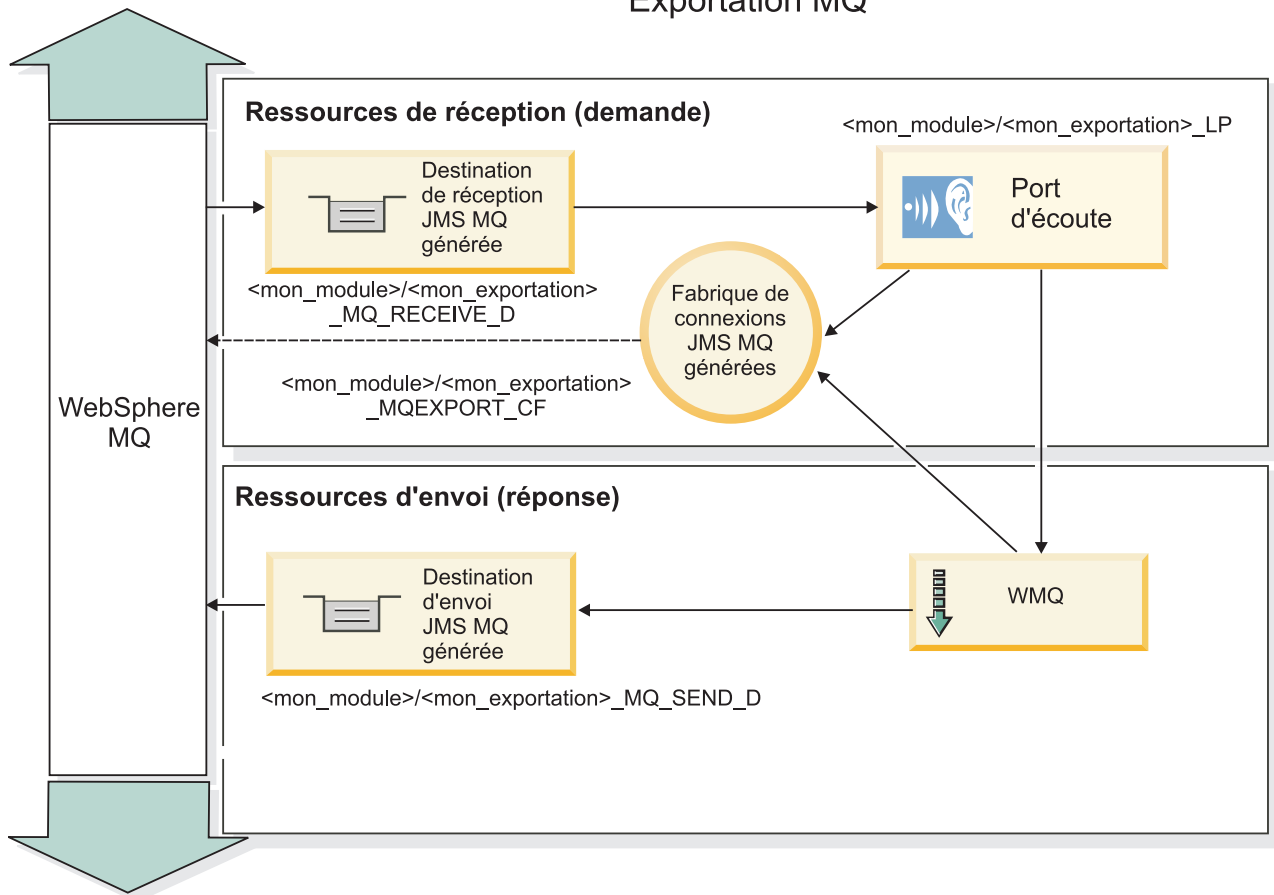 Exportation MQ
Ressources de réception (demande)
<mon_module>/<mon_exportation>_LP
Destination
de réception
JMS MQ
générée
Port
d'écoute
<mon_module>/<mon_exportation>
_MQ_RECEIVE_D
Fabrique de
connexions
JMS MQ
générées
<mon_module>/<mon_exportation>
_MQEXPORT_CF
WebSphere
MQ
Ressources d'envoi (réponse)
Destination
d'envoi
JMS MQ
générée
WMQ
<mon_module>/<mon_exportation>_MQ_SEND_D